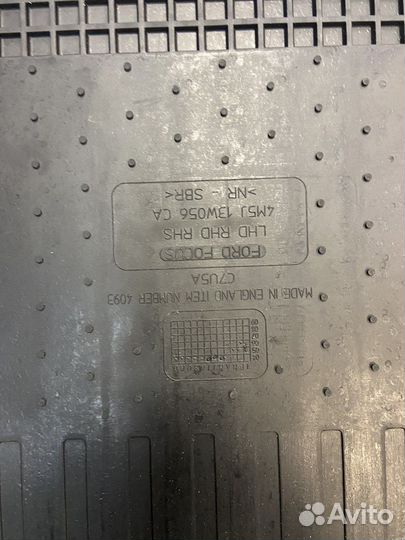 MADE IN ENGLAND ITEM NUMBER 4093
C7U5A
FORD FOCUS
LHD RHD RHS
4M5J 13W056 CA
>NR - SBR<
Avito